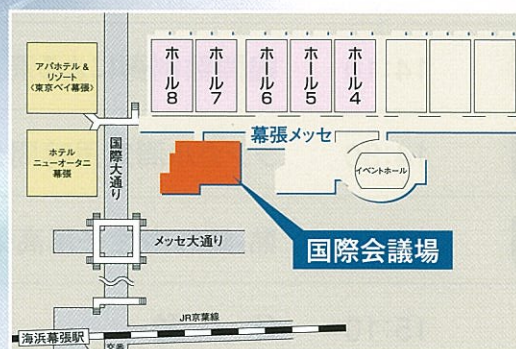 アパホテル &
リゾート
〈東京ベイ幕張〉
ホール8
ホール7
ホール6
ホール5
ホール4
ホテル
ニューオータニ
幕張
国際大通り
幕張メッセ
イベントホール
メッセ大通り
国際会議場
JR京葉線
海浜幕張駅
交番